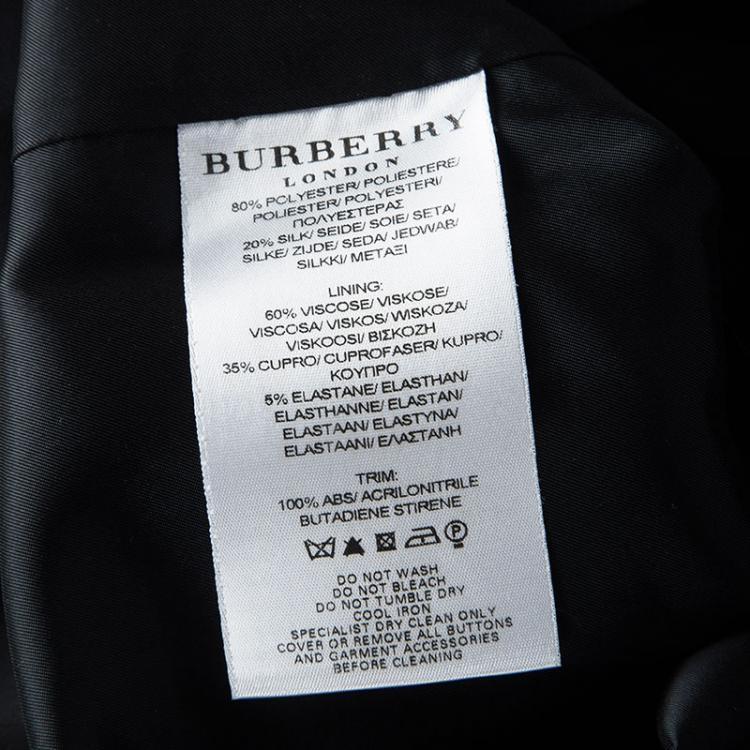 BURBERRY
LONDON
80% POLYESTER/ POLIESTERE/
POLIESTER/ POLYESTERI/
ΠΟΛΥΕΣΤΕΡΑΣ
20% SILK/ SEIDE/ SOIE/ SETA/
SILKE/ ZIJDE/ SEDA/ JEDWAB/
SILKKI/ ΜΕΤΑΞΙ
LINING:
60% VISCOSE/ VISKOSE/
VISCOSA/ VISKOS/ WISKOZA/
VISKOOSI/ ΒΙΣΚΟΖΗ
35% CUPRO/ CUPROFASER/ KUPRO/
ΚΟΥΠΡΟ
5% ELASTANE/ ELASTHAN/
ELASTHANNE/ ELASTAN/
ELASTAAN/ ELASTYNA/
ELASTAANI/ ΕΛΑΣΤΑΝΗ
TRIM:
100% ABS/ ACRILONITRILE
BUTADIENE STIRENE
P
DO NOT WASH
DO NOT BLEACH
DO NOT TUMBLE DRY
COOL IRON
SPECIALIST DRY CLEAN ONLY
COVER OR REMOVE ALL BUTTONS
AND GARMENT ACCESSORIES
BEFORE CLEANING